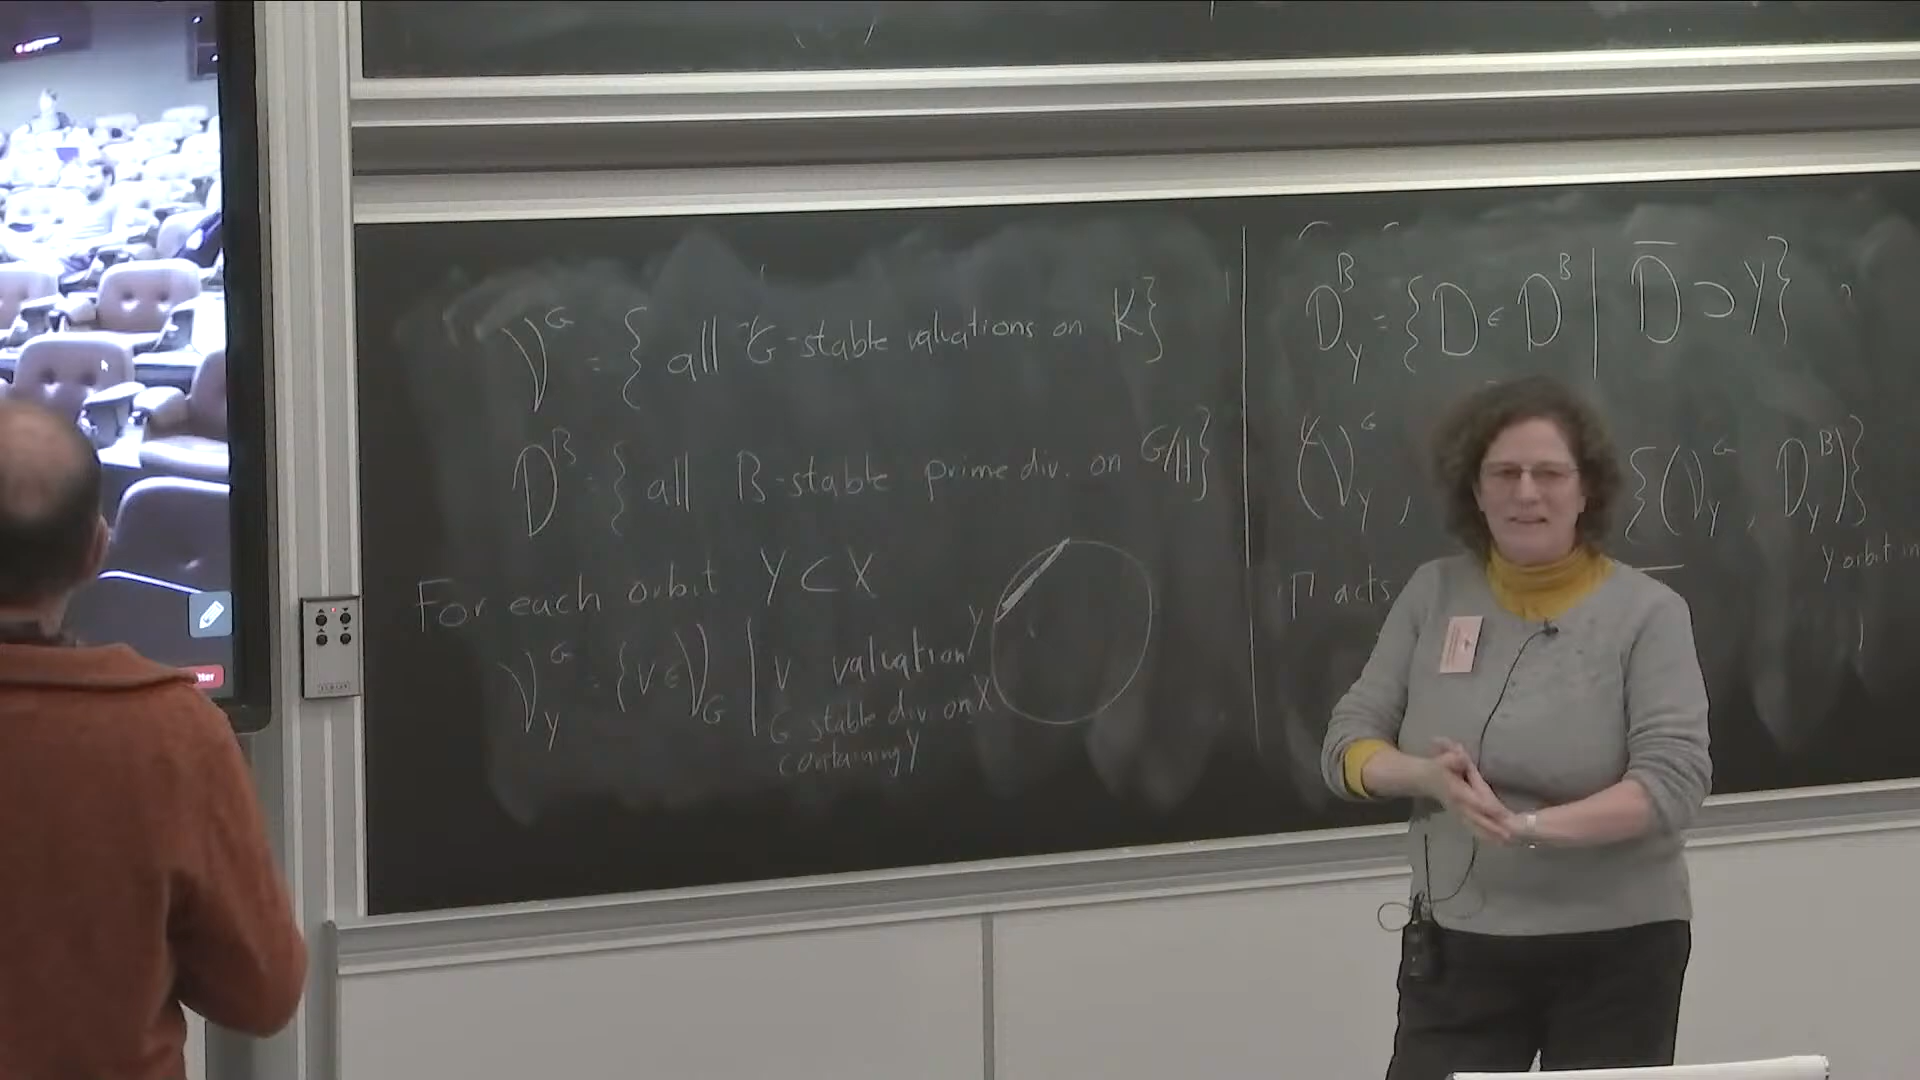 V^G = { all G-stable valuations on K}
D^B = { all B-stable prime div. on G/H}
For each orbit Y ⊂ X
V_Y^G = {v ∈ V_G | v valuation
G stable div. on X
containing Y
Y
D_Y^B = {D ∈ D^B | D̅ ⊃ Y}
(V_Y^G,
{(V_Y^G, D_Y^B)}
Y orbit in
Γ acts